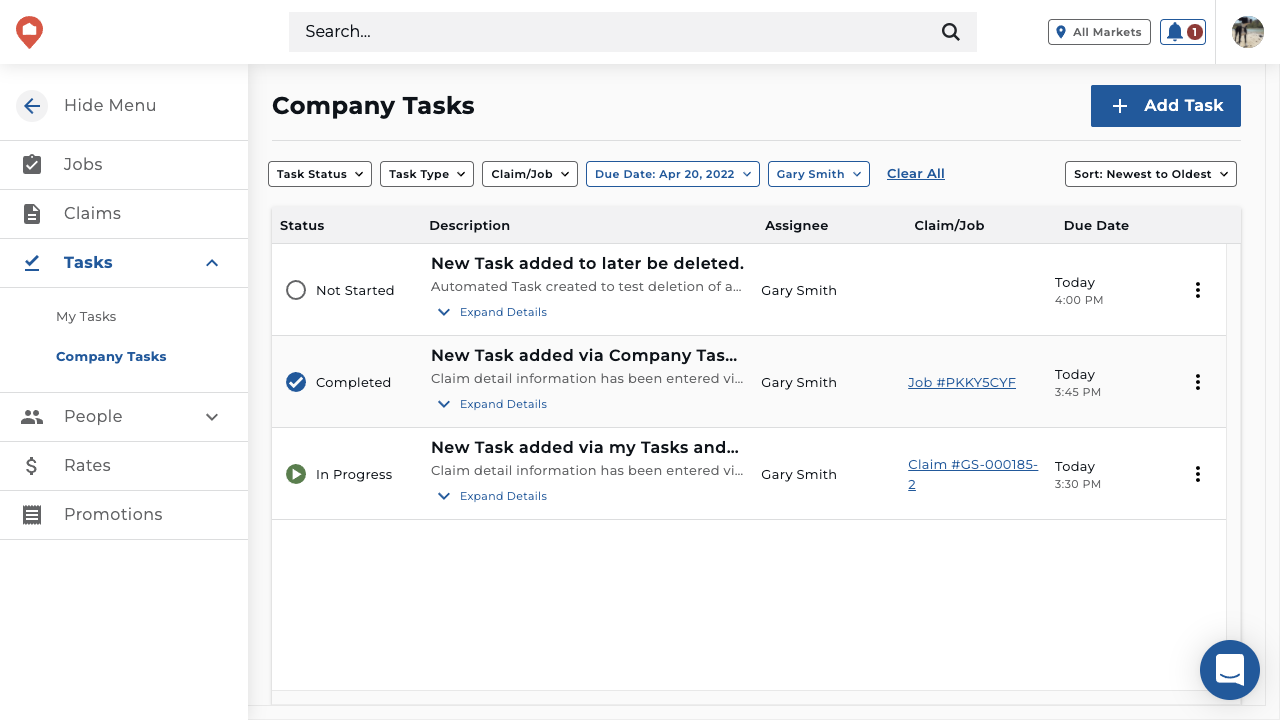 Search...
All Markets
1
Hide Menu
Jobs
Claims
Tasks
My Tasks
Company Tasks
People
Rates
Promotions
Company Tasks
Add Task
Task Status
Task Type
Claim/Job
Due Date: Apr 20, 2022
Gary Smith
Clear All
Sort: Newest to Oldest
Status
Description
Assignee
Claim/Job
Due Date
Not Started
New Task added to later be deleted.
Automated Task created to test deletion of a...
Expand Details
Gary Smith
Today
4:00 PM
Completed
New Task added via Company Tas...
Claim detail information has been entered vi...
Expand Details
Gary Smith
Job #PKKY5CYF
Today
3:45 PM
In Progress
New Task added via my Tasks and...
Claim detail information has been entered vi...
Expand Details
Gary Smith
Claim #GS-000185-
2
Today
3:30 PM